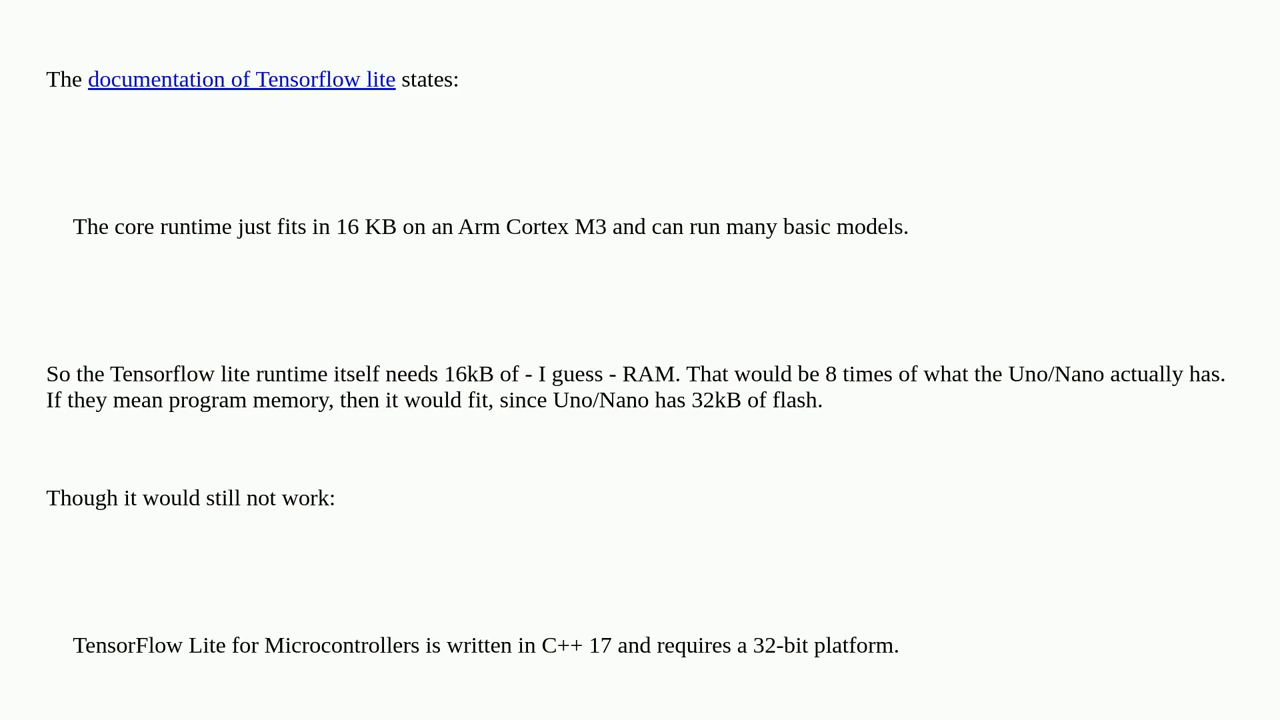 The documentation of Tensorflow lite states:
The core runtime just fits in 16 KB on an Arm Cortex M3 and can run many basic models.
So the Tensorflow lite runtime itself needs 16kB of - I guess - RAM. That would be 8 times of what the Uno/Nano actually has.
If they mean program memory, then it would fit, since Uno/Nano has 32kB of flash.
Though it would still not work:
TensorFlow Lite for Microcontrollers is written in C++ 17 and requires a 32-bit platform.